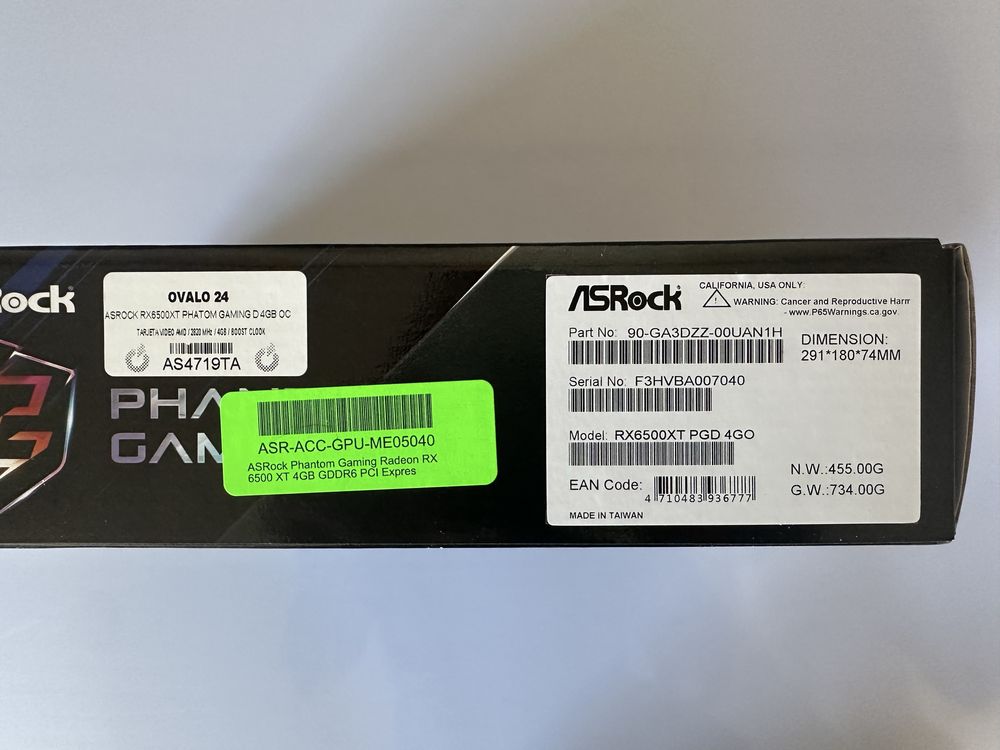 Rock
OVALO 24
ASROCK RX6500XT PHATOM GAMING D 4GB OC
TARJETA VIDEO AMD / 2820 MHz / 4GB / BOOST CLOOK
AS4719TA
PHA
GAM
ASR-ACC-GPU-ME05040
ASRock Phantom Gaming Radeon RX
6500 XT 4GB GDDR6 PCI Expres
ASRock
CALIFORNIA, USA ONLY:
WARNING: Cancer and Reproductive Harm
- www.P65Warnings.ca.gov.
Part No: 90-GA3DZZ-00UAN1H
DIMENSION:
291*180*74MM
Serial No: F3HVBA007040
Model: RX6500XT PGD 4GO
EAN Code:
4 710483 936777
N.W.:455.00G
G.W.:734.00G
MADE IN TAIWAN